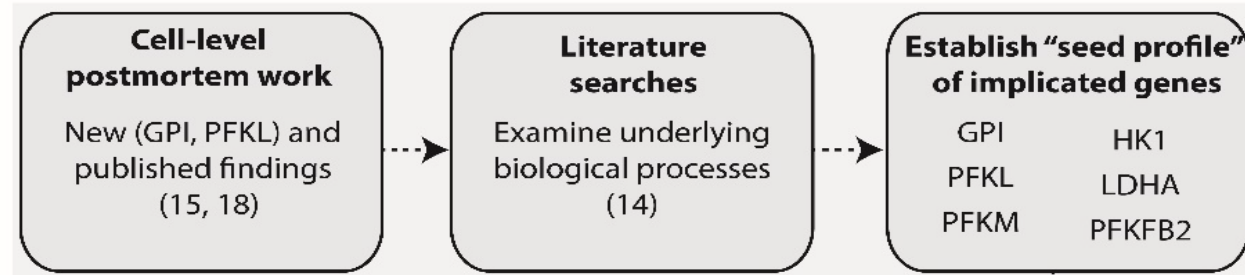 Cell-level
postmortem work
New (GPI, PFKL) and
published findings
(15, 18)
Literature
searches
Examine underlying
biological processes
(14)
Establish “seed profile”
of implicated genes
GPI HK1
PFKL LDHA
PFKM PFKFB2